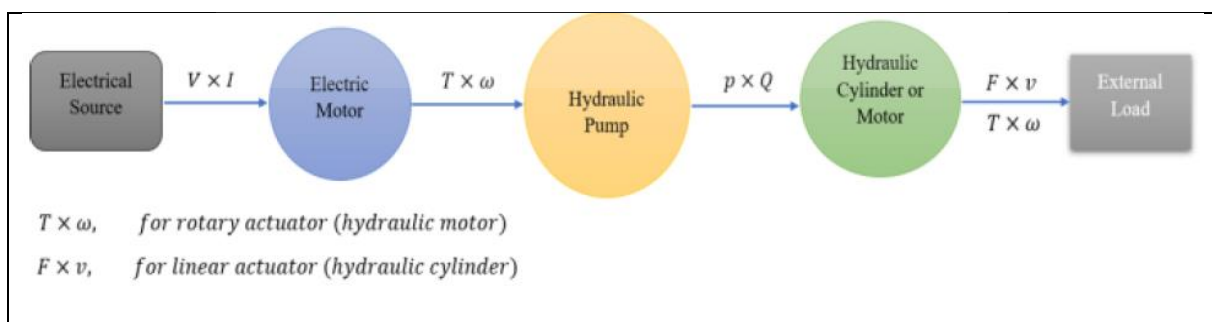 Electrical
Source
V × I
Electric
Motor
T × ω
Hydraulic
Pump
p × Q
Hydraulic
Cylinder or
Motor
F × v
T × ω
External
Load
T × ω, for rotary actuator (hydraulic motor)
F × v, for linear actuator (hydraulic cylinder)